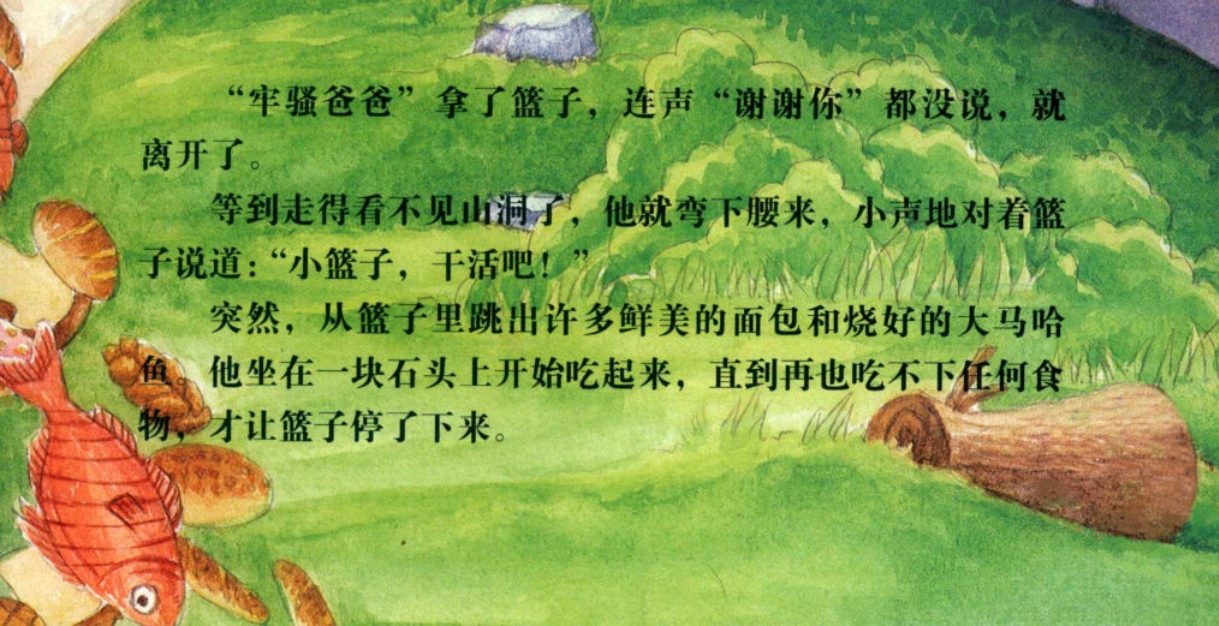 “牢骚爸爸”拿了篮子，连声“谢谢你”都没说，就
离开了。
等到走得看不见山洞了，他就弯下腰来，小声地对着篮
子说道：“小篮子，干活吧！”
突然，从篮子里跳出许多鲜美的面包和烧好的大马哈
鱼。他坐在一块石头上开始吃起来，直到再也吃不下任何食
物，才让篮子停了下来。